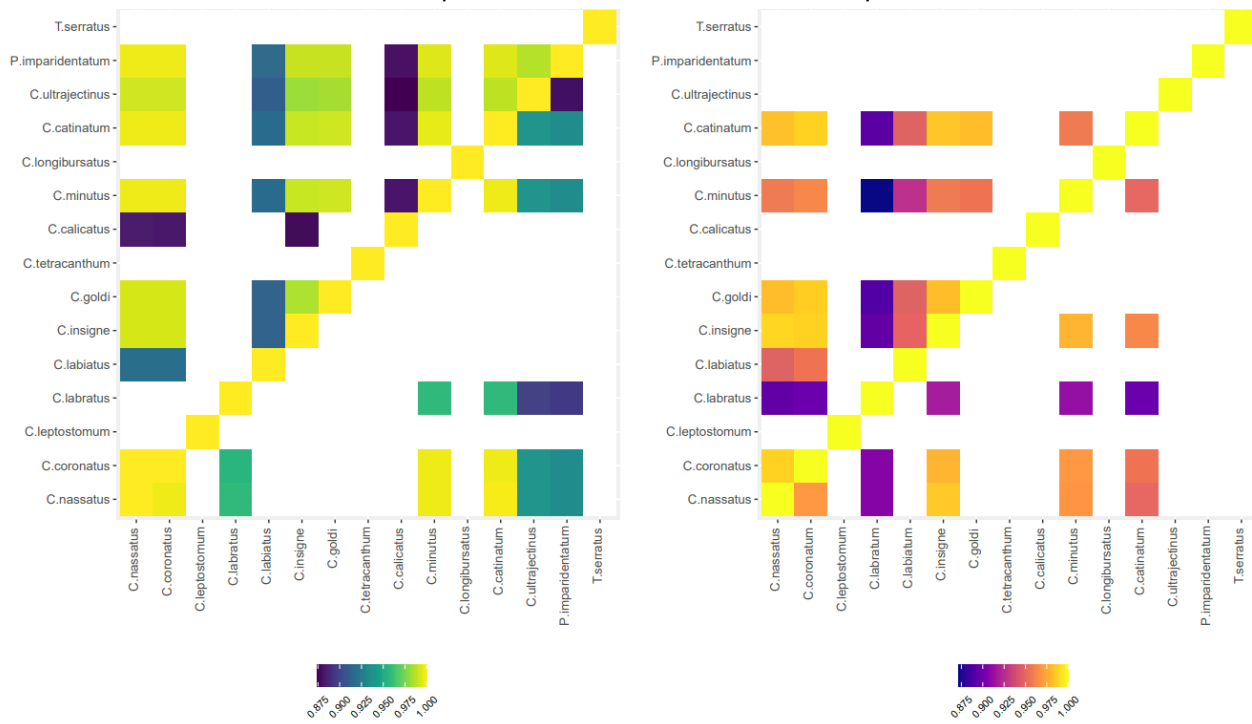 T.serratus
P.imparidentatum
C.ultrajectinus
C.catinatum
C.longibursatus
C.minutus
C.calicatus
C.tetracanthum
C.goldi
C.insigne
C.labiatus
C.labratus
C.leptostomum
C.coronatus
C.nassatus
C.nassatus
C.coronatus
C.leptostomum
C.labratus
C.labiatus
C.insigne
C.goldi
C.tetracanthum
C.calicatus
C.minutus
C.longibursatus
C.catinatum
C.ultrajectinus
P.imparidentatum
T.serratus
0.875 0.900 0.925 0.950 0.975 1.000
T.serratus
P.imparidentatum
C.ultrajectinus
C.catinatum
C.longibursatus
C.minutus
C.calicatus
C.tetracanthum
C.goldi
C.insigne
C.labiatus
C.labratus
C.leptostomum
C.coronatus
C.nassatus
C.nassatus
C.coronatum
C.leptostomum
C.labratum
C.labiatum
C.insigne
C.goldi
C.tetracanthum
C.calicatus
C.minutus
C.longobursatus
C.catinatum
C.ultrajectinus
P.imparidentatum
T.serratus
0.875 0.900 0.925 0.950 0.975 1.000